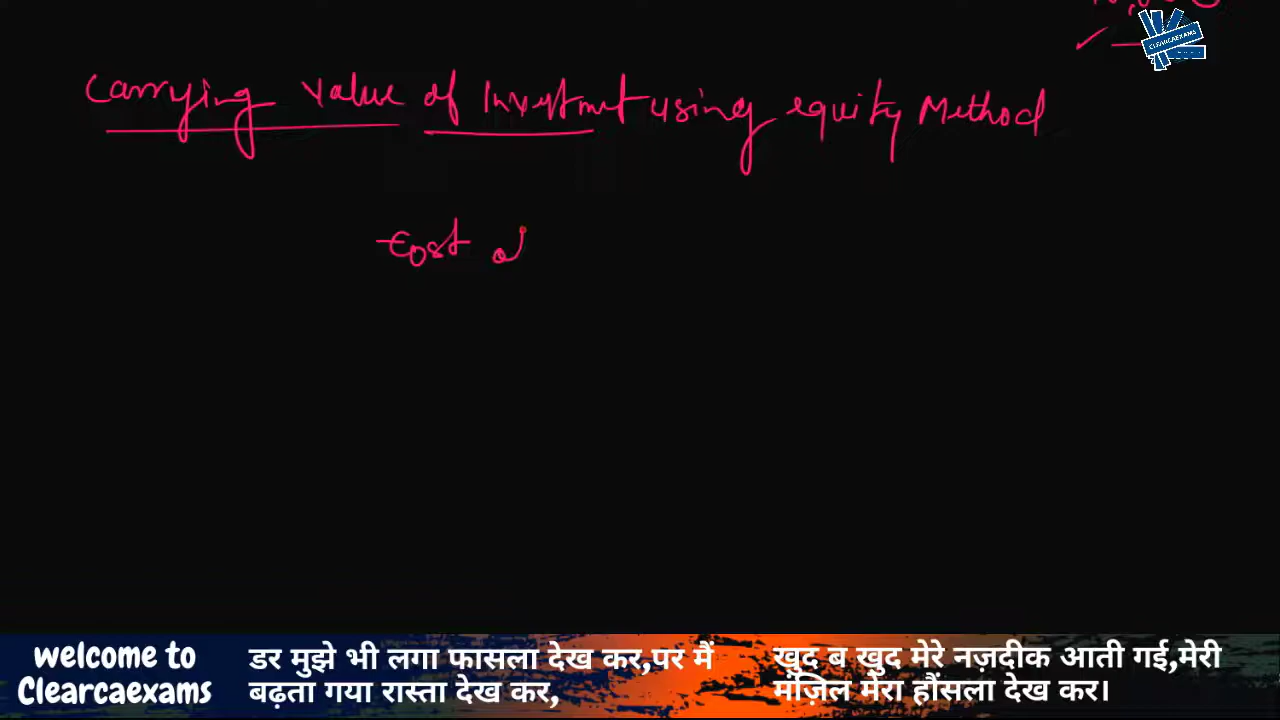 CLEARCAEXAMS
Carrying value of Investment using equity Method
Cost of
welcome to
Clearcaexams
डर मुझे भी लगा फासला देख कर,पर मैं
बढ़ता गया रास्ता देख कर,
खुद ब खुद मेरे नज़दीक आती गई,मेरी
मंज़िल मेरा हौंसला देख कर।